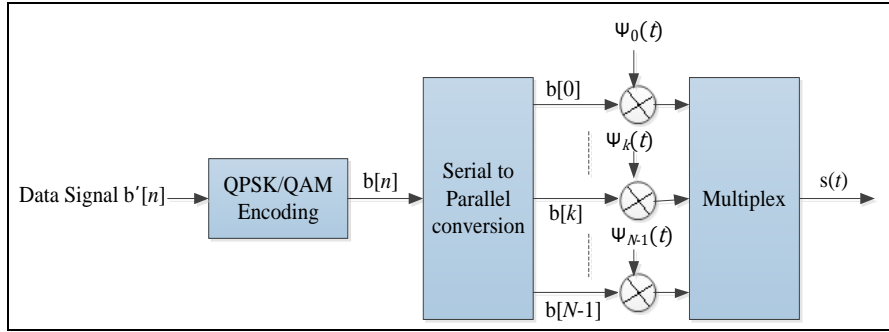 Ψ₀(t)
b[0]
Ψₖ(t)
Data Signal b′[n]
QPSK/QAM
Encoding
b[n]
Serial to
Parallel
conversion
b[k]
Multiplex
s(t)
Ψ_N-1(t)
b[N-1]